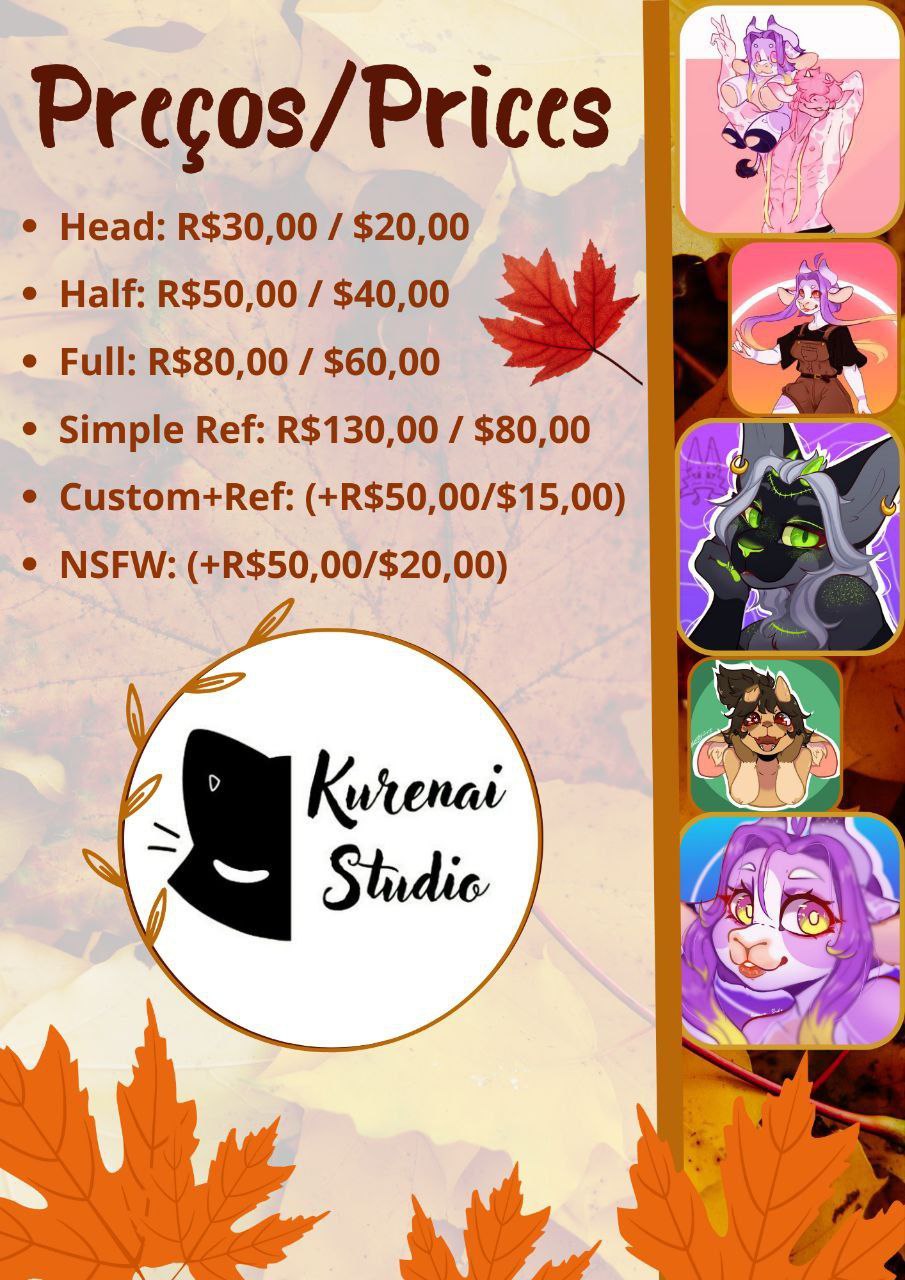 Preços/Prices
• Head: R$30,00 / $20,00
• Half: R$50,00 / $40,00
• Full: R$80,00 / $60,00
• Simple Ref: R$130,00 / $80,00
• Custom+Ref: (+R$50,00/$15,00)
• NSFW: (+R$50,00/$20,00)
Kurenai
Studio